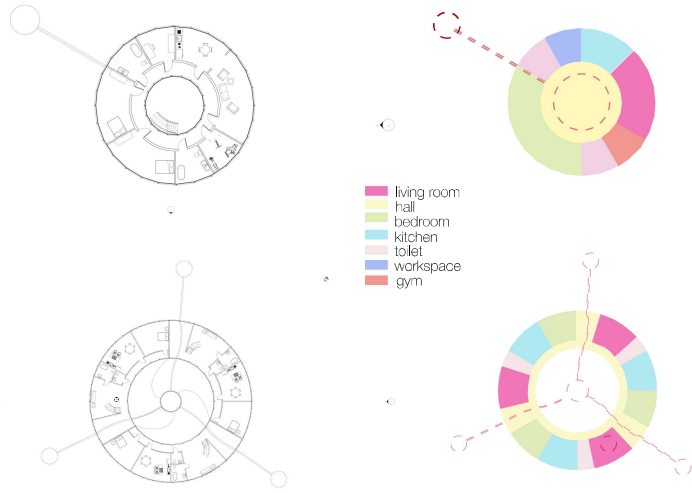 living room
hall
bedroom
kitchen
toilet
workspace
gym